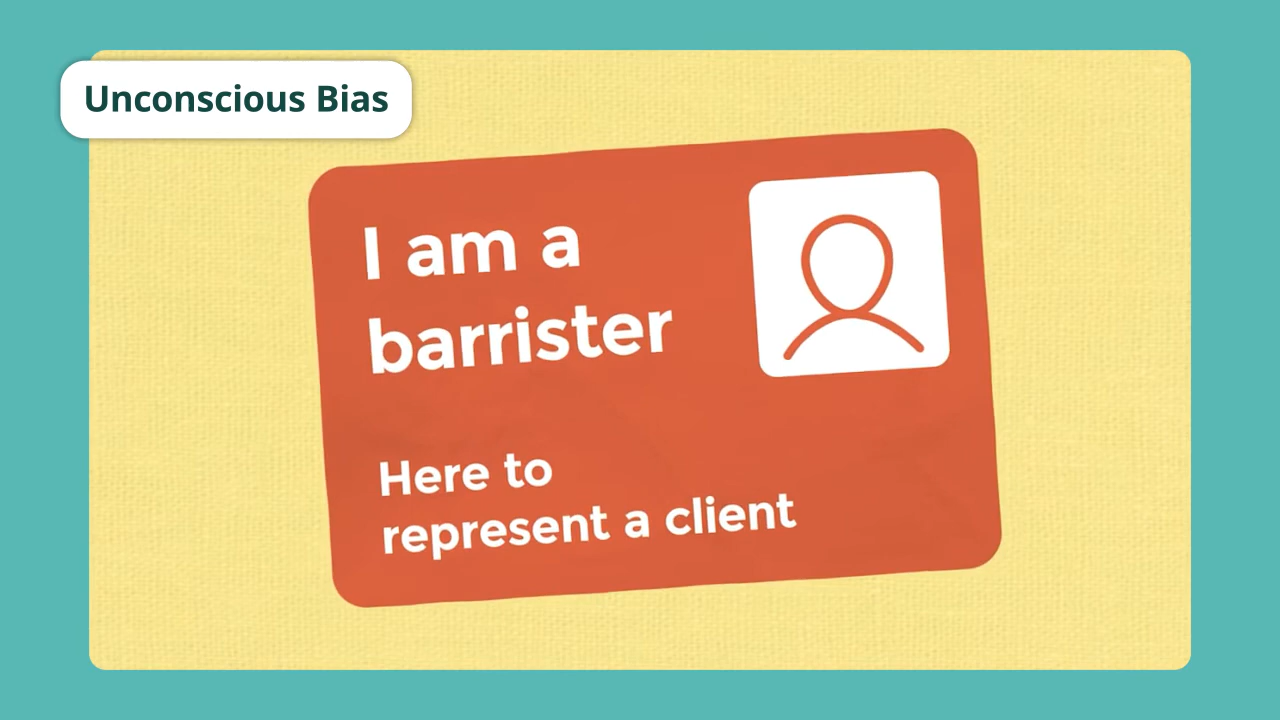 Unconscious Bias
I am a
barrister
Here to
represent a client